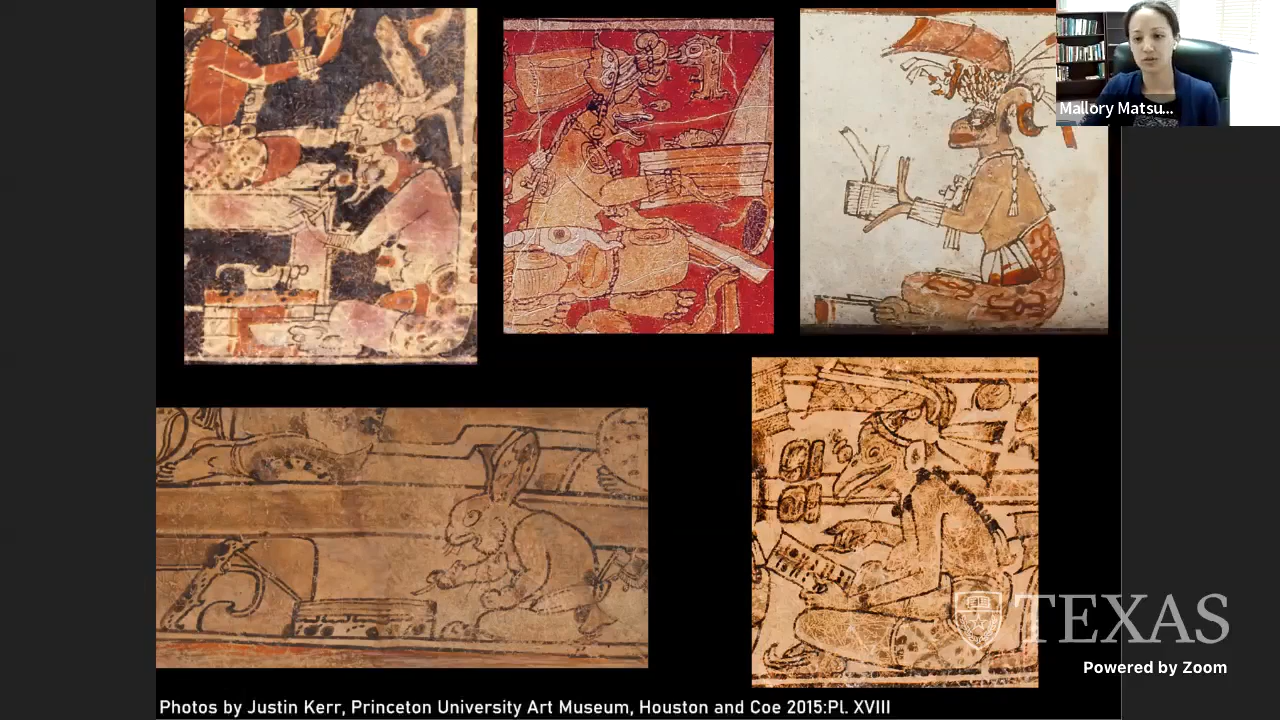 Mallory Matsu...
TEXAS
Powered by Zoom
Photos by Justin Kerr, Princeton University Art Museum, Houston and Coe 2015:Pl. XVIII